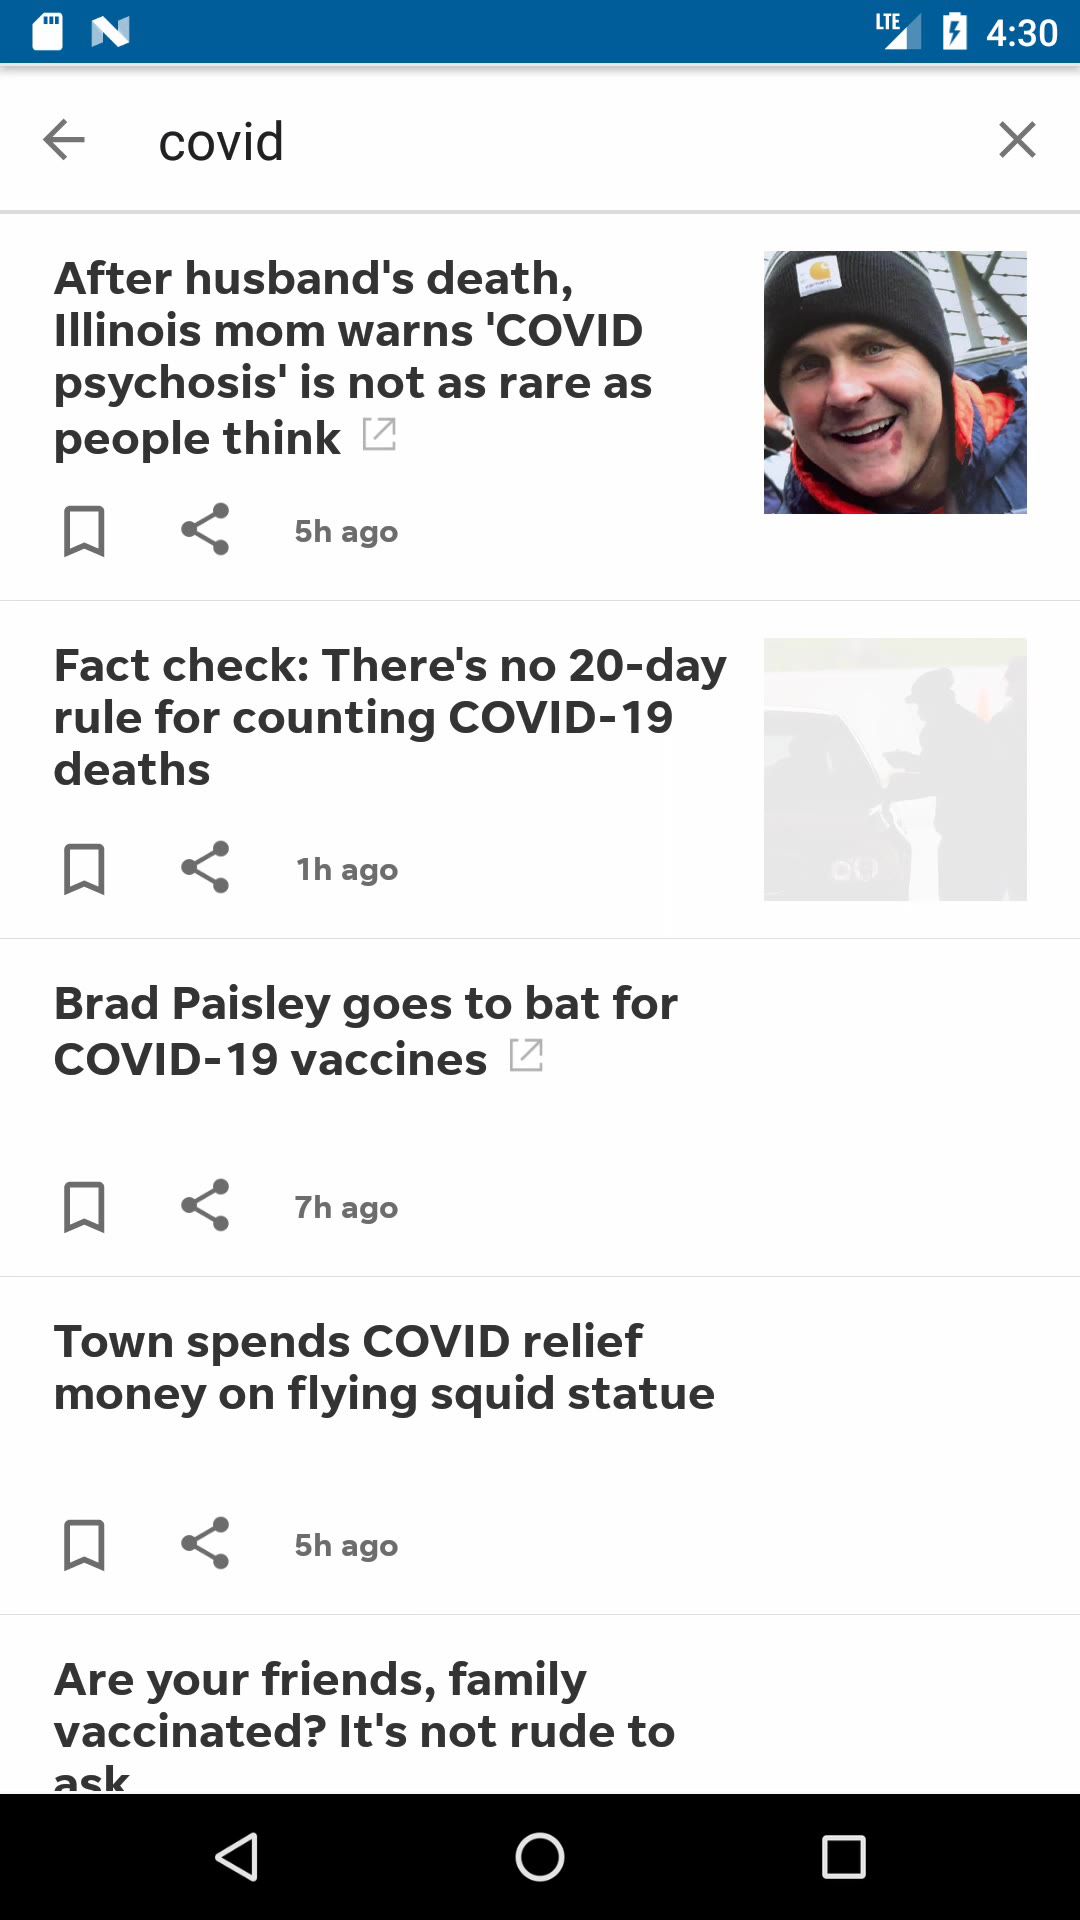 LTE 4:30
covid
After husband's death,
Illinois mom warns 'COVID
psychosis' is not as rare as
people think
5h ago
Fact check: There's no 20-day
rule for counting COVID-19
deaths
1h ago
Brad Paisley goes to bat for
COVID-19 vaccines
7h ago
Town spends COVID relief
money on flying squid statue
5h ago
Are your friends, family
vaccinated? It's not rude to
ask